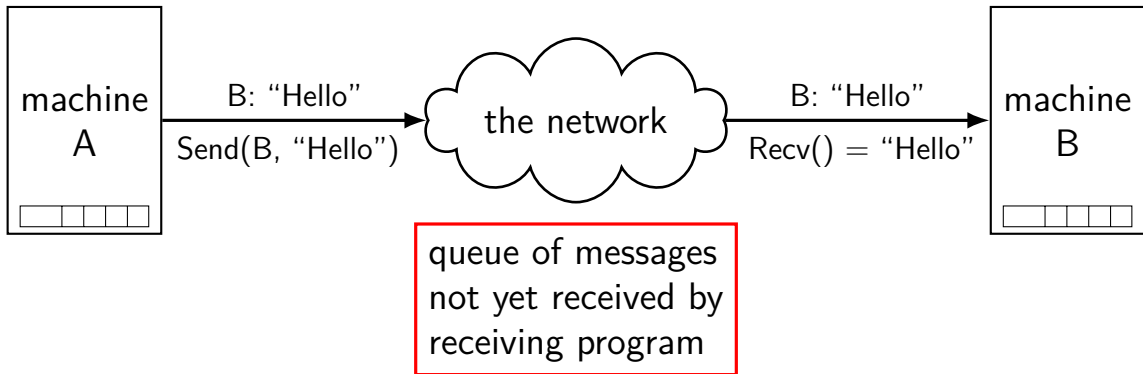 machine
A
B: “Hello”
Send(B, “Hello”)
the network
B: “Hello”
Recv() = “Hello”
machine
B
queue of messages
not yet received by
receiving program